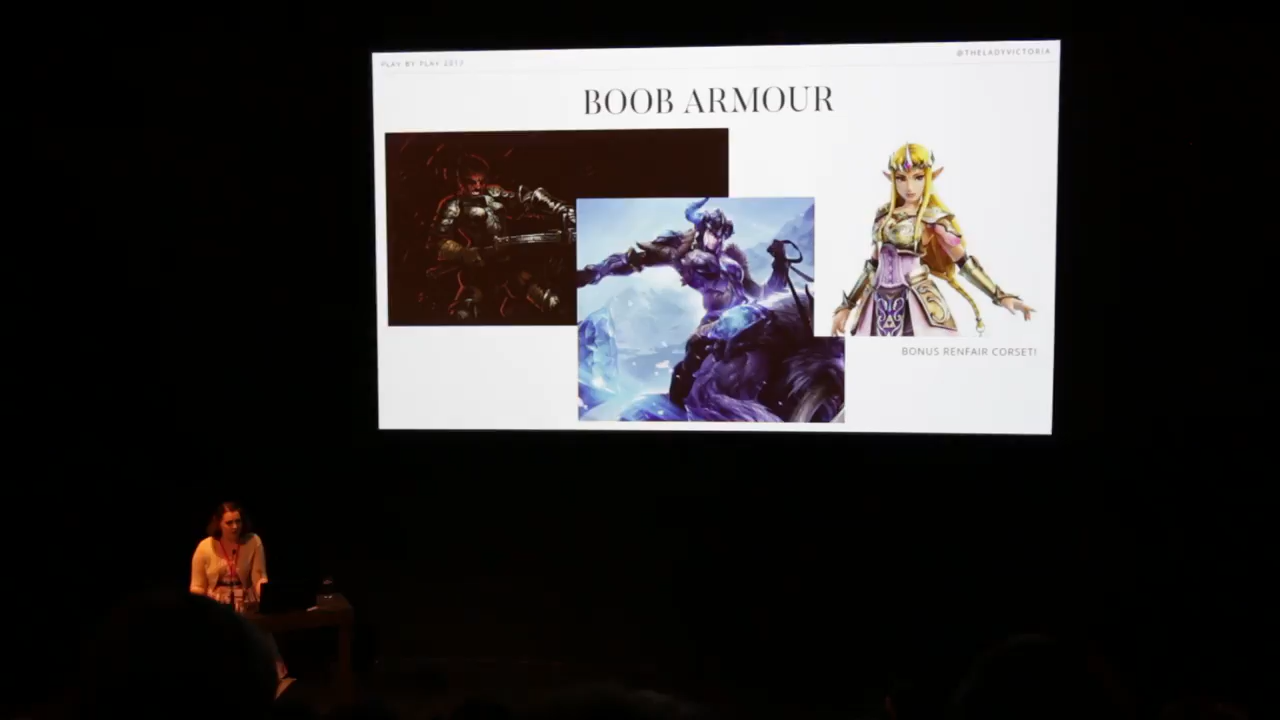 PLAY BY PLAY 2017
@THELADYVICTORIA
BOOB ARMOUR
BONUS RENFAIR CORSET!